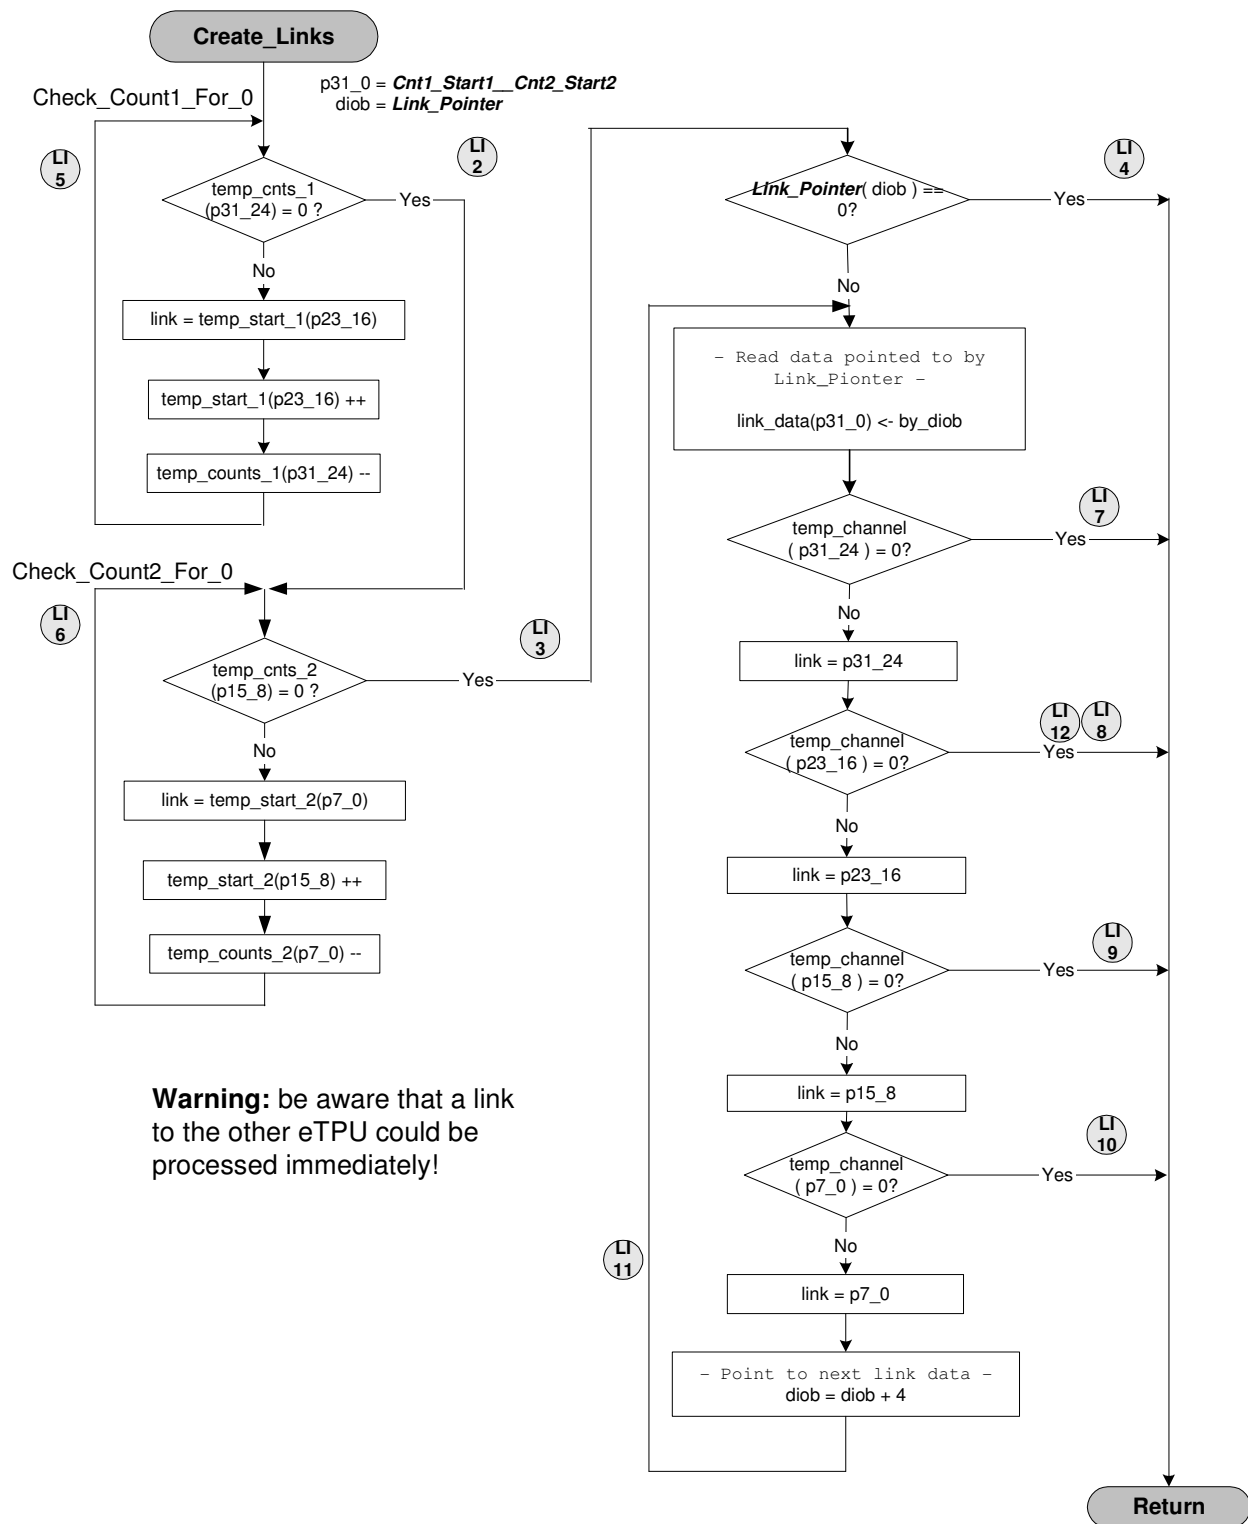 Create_Links
p31_0 = Cnt1_Start1__Cnt2_Start2
diob = Link_Pointer
Check_Count1_For_0
LI
5
LI
2
temp_cnts_1
(p31_24) = 0 ?
Yes
No
link = temp_start_1(p23_16)
temp_start_1(p23_16) ++
temp_counts_1(p31_24) --
Check_Count2_For_0
LI
6
LI
3
temp_cnts_2
(p15_8) = 0 ?
Yes
No
link = temp_start_2(p7_0)
temp_start_2(p15_8) ++
temp_counts_2(p7_0) --
Warning: be aware that a link
to the other eTPU could be
processed immediately!
LI
4
Link_Pointer( diob ) ==
0?
Yes
No
- Read data pointed to by
Link_Pionter -
link_data(p31_0) <- by_diob
LI
7
temp_channel
( p31_24 ) = 0?
Yes
No
link = p31_24
LI
12
LI
8
temp_channel
( p23_16 ) = 0?
Yes
No
link = p23_16
LI
9
temp_channel
( p15_8 ) = 0?
Yes
No
link = p15_8
LI
10
temp_channel
( p7_0 ) = 0?
Yes
No
LI
11
link = p7_0
- Point to next link data -
diob = diob + 4
Return